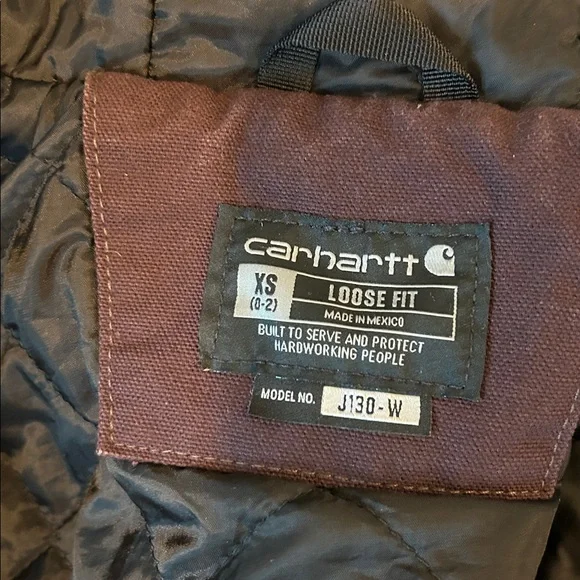 carhartt
XS
(0-2)
LOOSE FIT
MADE IN MEXICO
BUILT TO SERVE AND PROTECT
HARDWORKING PEOPLE
MODEL NO. J130-W